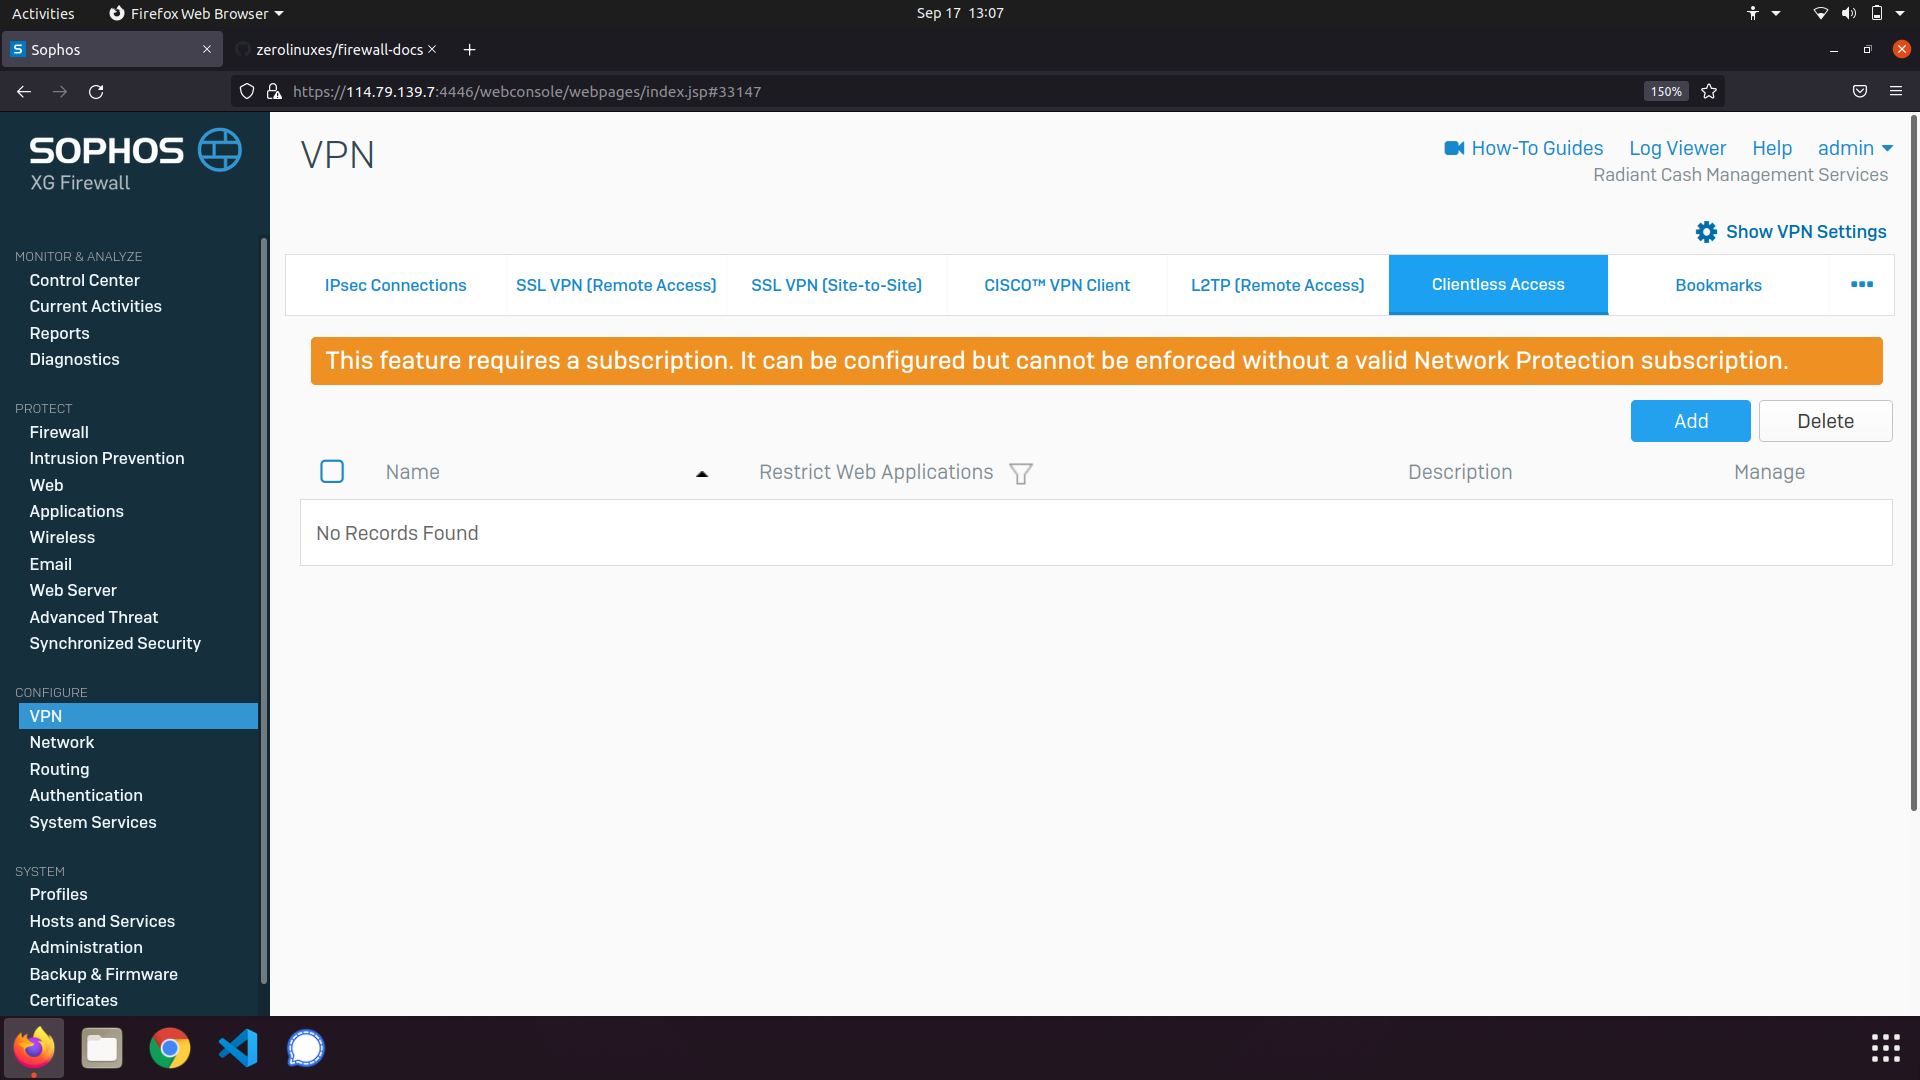 Activities
Firefox Web Browser
Sep 17 13:07
Sophos
zerolinuxes/firewall-docs
https://114.79.139.7:4446/webconsole/webpages/index.jsp#33147
150%
SOPHOS
XG Firewall
MONITOR & ANALYZE
Control Center
Current Activities
Reports
Diagnostics
PROTECT
Firewall
Intrusion Prevention
Web
Applications
Wireless
Email
Web Server
Advanced Threat
Synchronized Security
CONFIGURE
VPN
Network
Routing
Authentication
System Services
SYSTEM
Profiles
Hosts and Services
Administration
Backup & Firmware
Certificates
VPN
How-To Guides
Log Viewer
Help
admin
Radiant Cash Management Services
Show VPN Settings
IPsec Connections
SSL VPN (Remote Access)
SSL VPN (Site-to-Site)
CISCO™ VPN Client
L2TP (Remote Access)
Clientless Access
Bookmarks
This feature requires a subscription. It can be configured but cannot be enforced without a valid Network Protection subscription.
Add
Delete
Name
Restrict Web Applications
Description
Manage
No Records Found